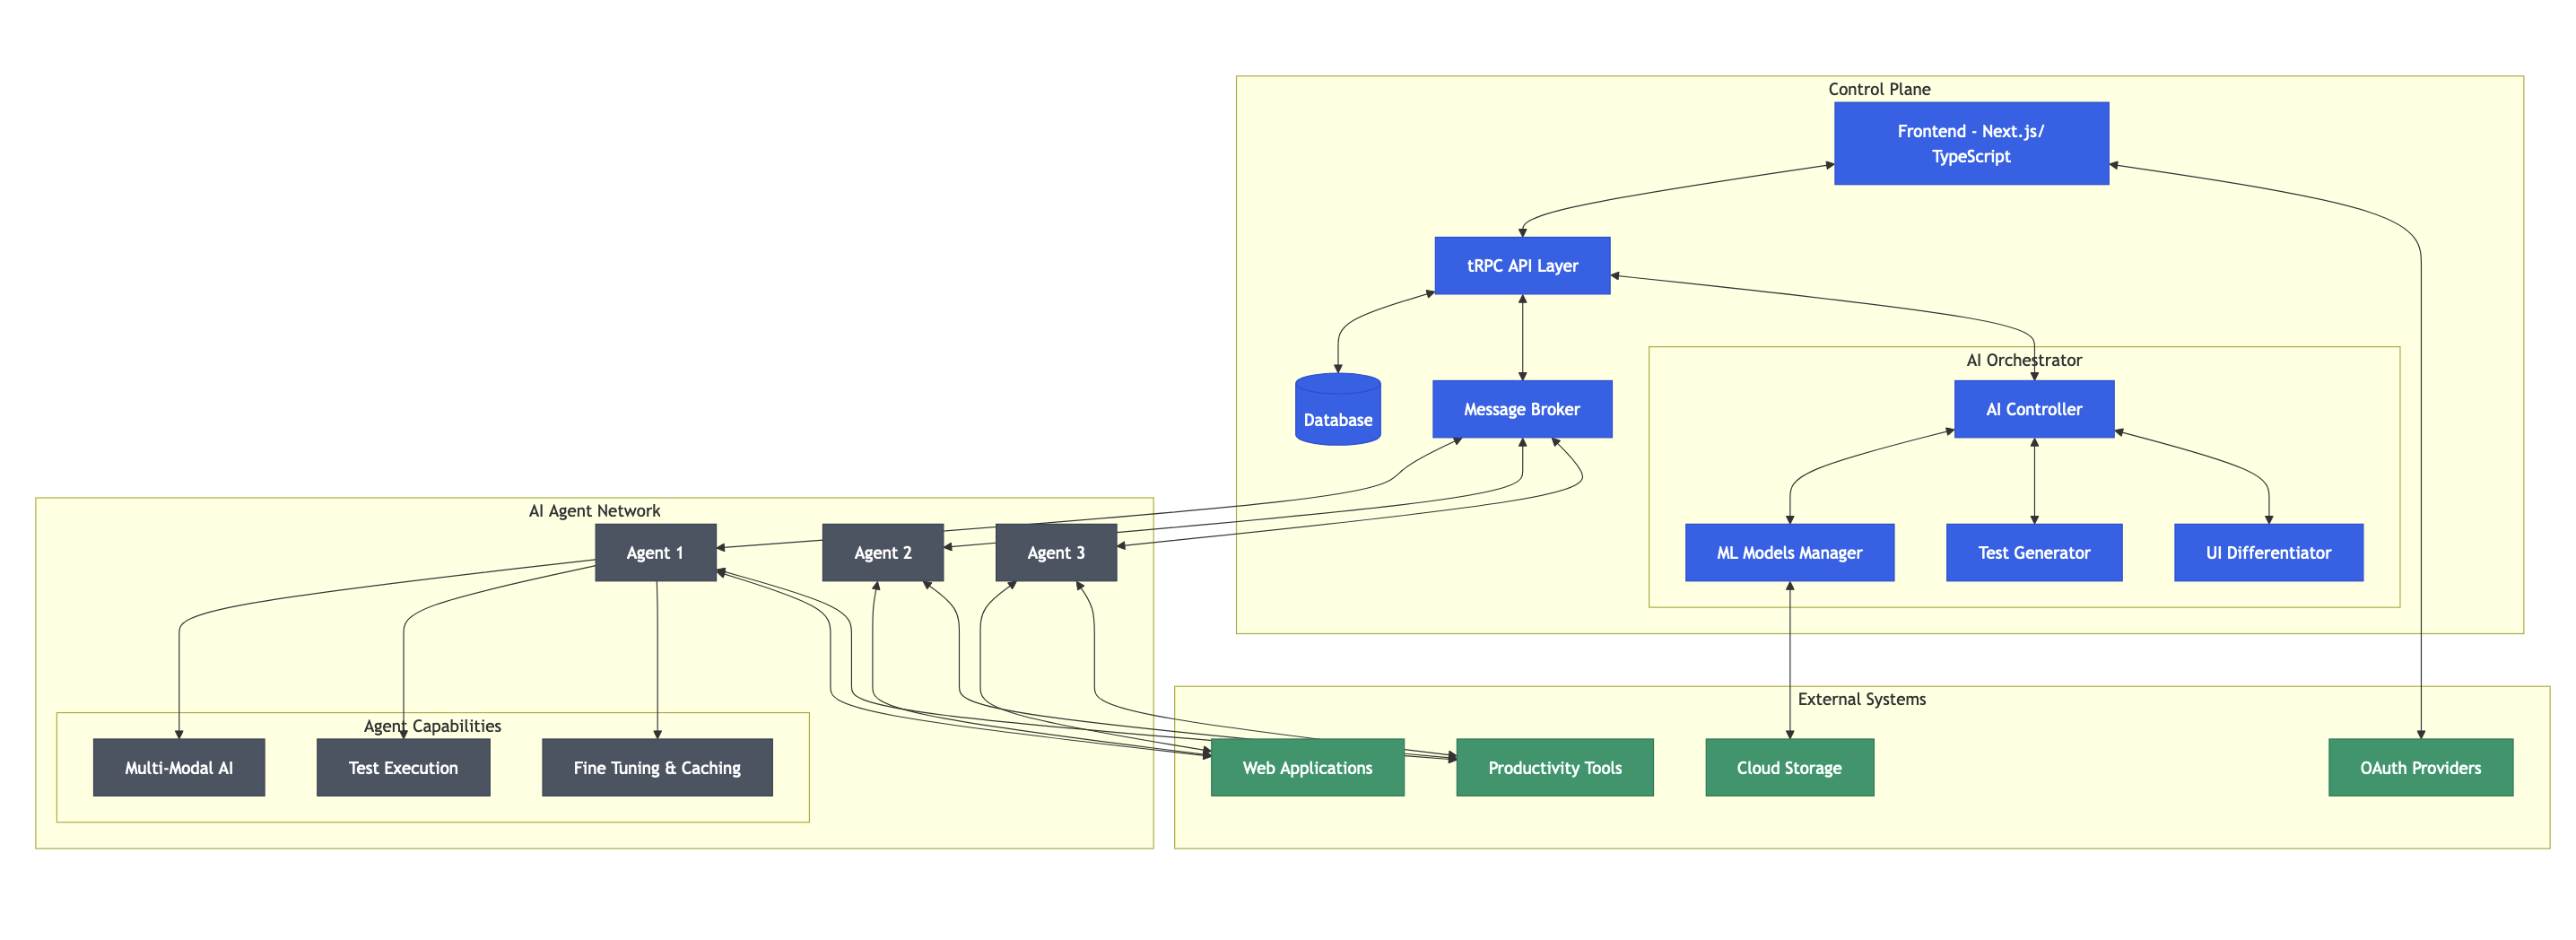 Control Plane
Frontend - Next.js/
TypeScript
tRPC API Layer
AI Orchestrator
Database
Message Broker
AI Controller
AI Agent Network
Agent 1
Agent 2
Agent 3
ML Models Manager
Test Generator
UI Differentiator
External Systems
Agent Capabilities
Multi-Modal AI
Test Execution
Fine Tuning & Caching
Web Applications
Productivity Tools
Cloud Storage
OAuth Providers